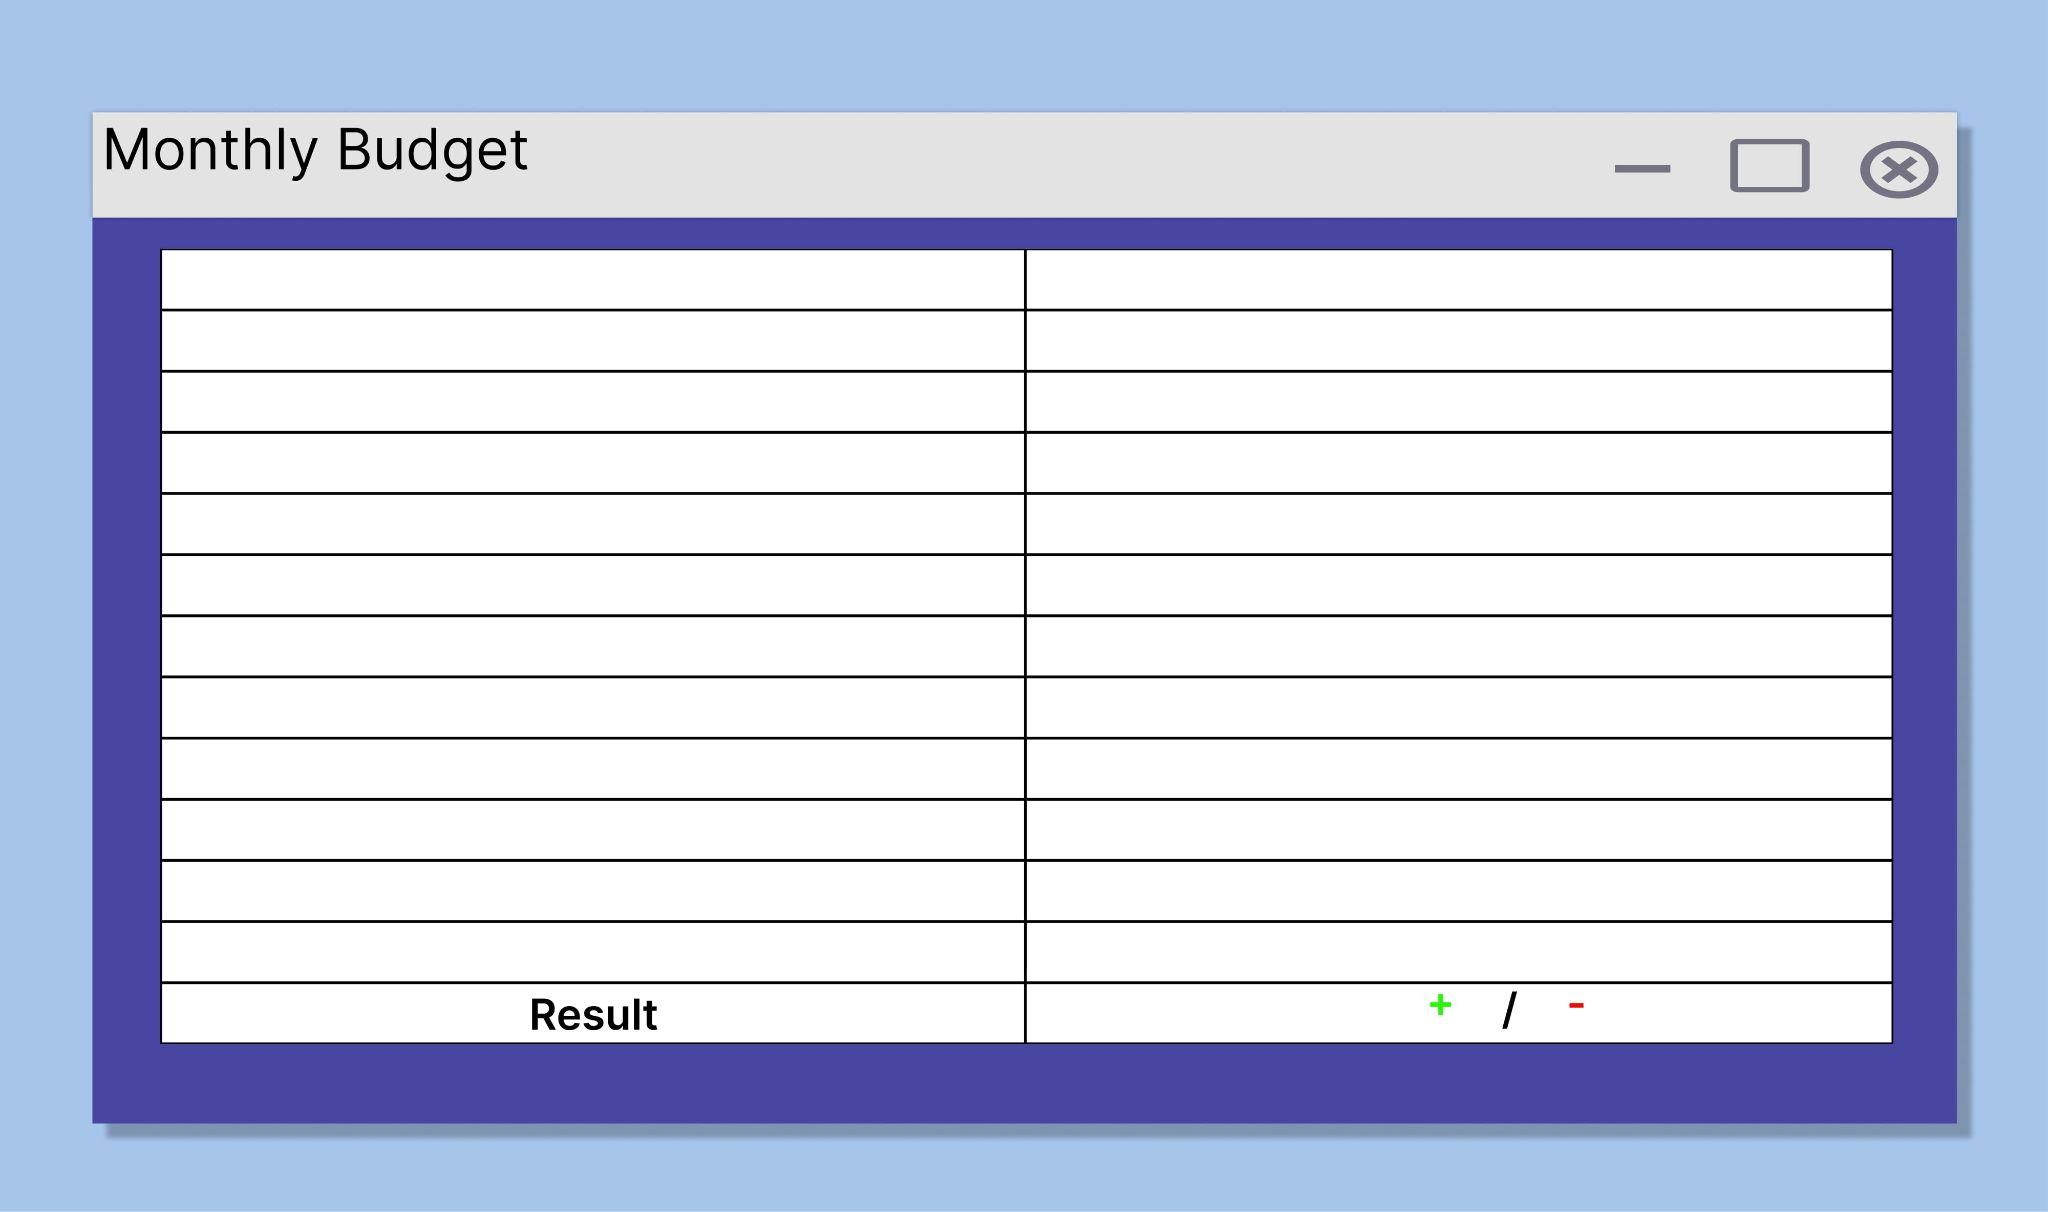 Monthly Budget
Result
+ / -